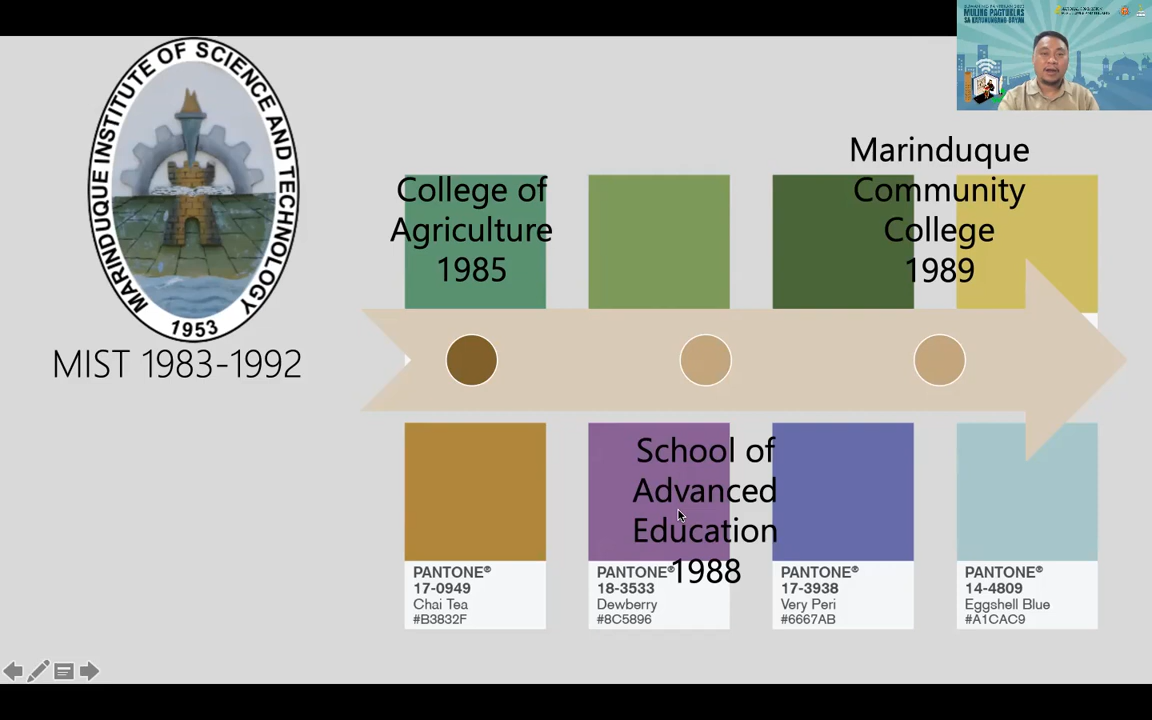 MULING PAGTUKLAS
MARINDUQUE INSTITUTE OF SCIENCE AND TECHNOLOGY
1953
MIST 1983-1992
College of
Agriculture
1985
Marinduque
Community
College
1989
School of
Advanced
Education
1988
PANTONE®
17-0949
Chai Tea
#B3832F
PANTONE®
18-3533
Dewberry
#8C5896
PANTONE®
17-3938
Very Peri
#6667AB
PANTONE®
14-4809
Eggshell Blue
#A1CAC9